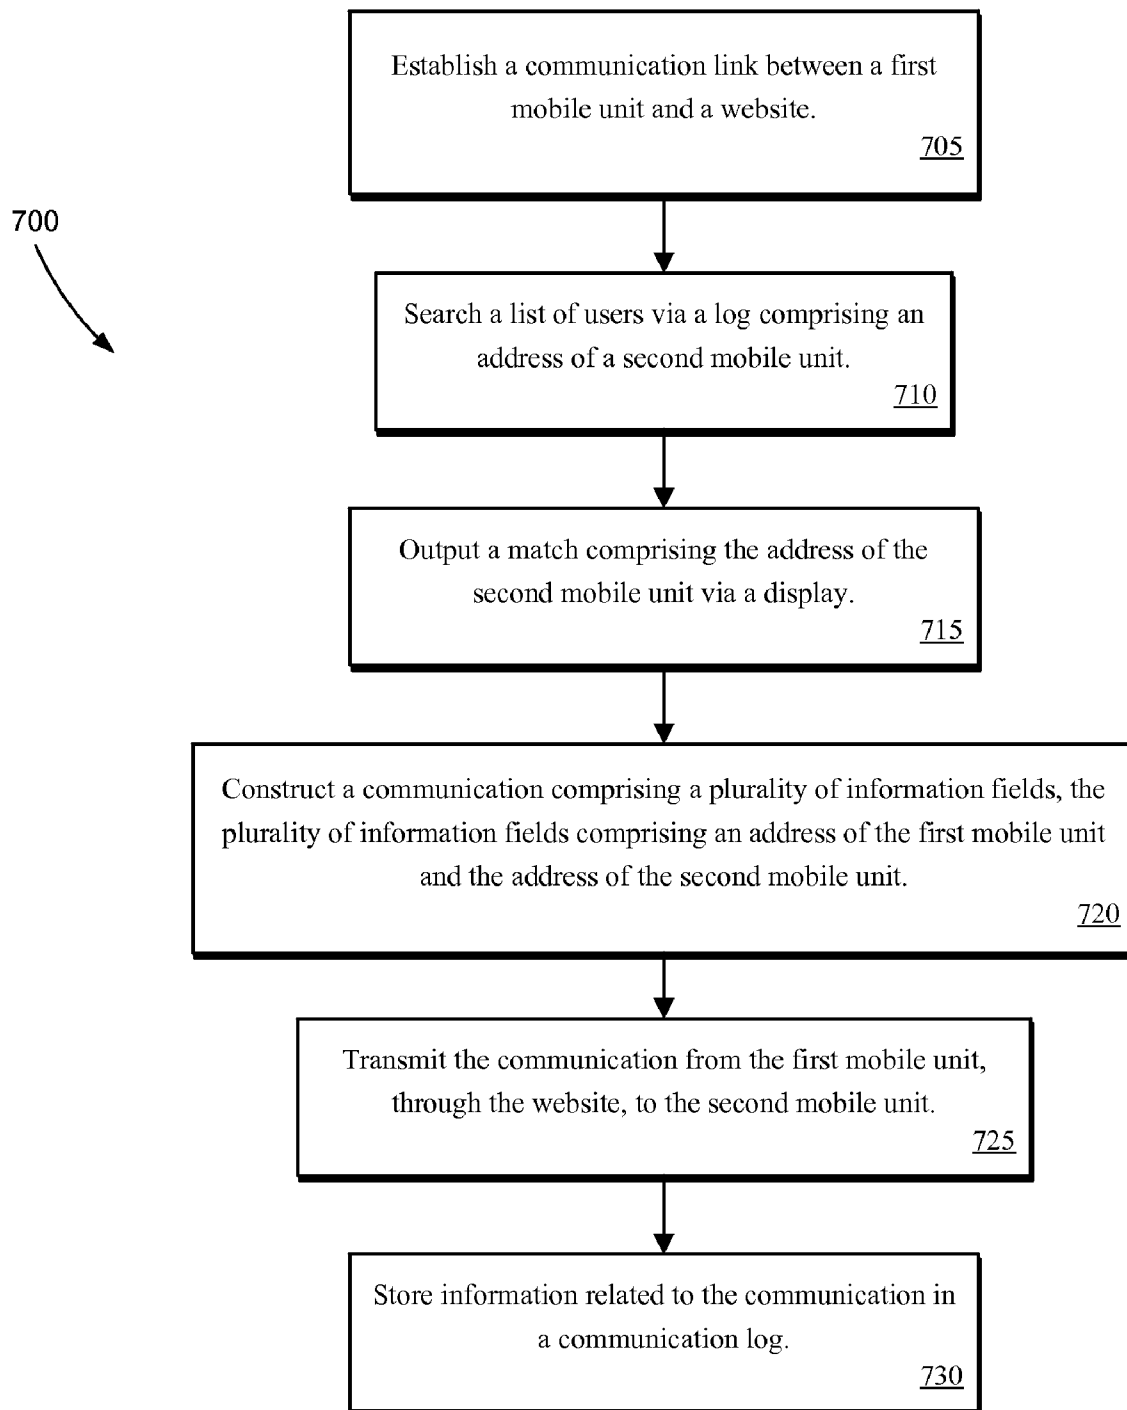 Establish a communication link between a first
mobile unit and a website.
705
700
Search a list of users via a log comprising an
address of a second mobile unit.
710
Output a match comprising the address of the
second mobile unit via a display.
715
Construct a communication comprising a plurality of information fields, the
plurality of information fields comprising an address of the first mobile unit
and the address of the second mobile unit.
720
Transmit the communication from the first mobile unit,
through the website, to the second mobile unit.
725
Store information related to the communication in
a communication log.
730